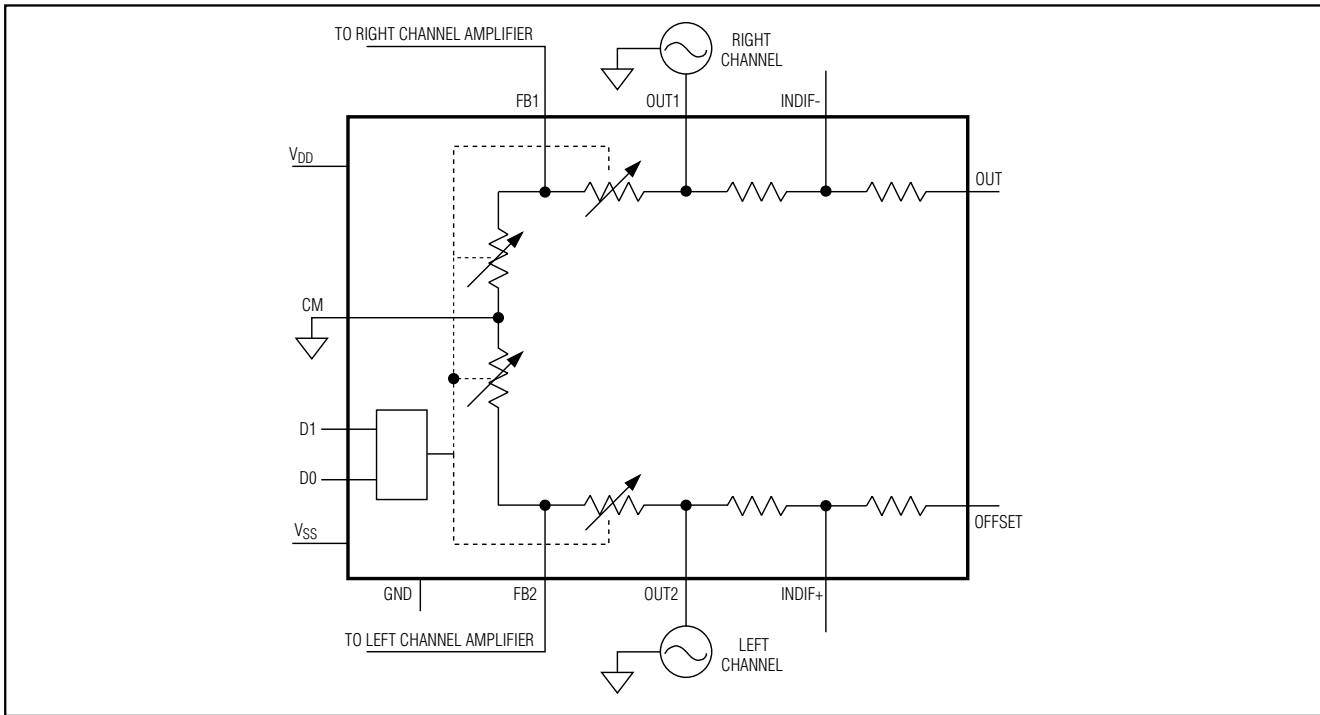 TO RIGHT CHANNEL AMPLIFIER
RIGHT
CHANNEL
FB1
OUT1
INDIF-
VDD
OUT
CM
D1
D0
VSS
OFFSET
GND
FB2
OUT2
INDIF+
TO LEFT CHANNEL AMPLIFIER
LEFT
CHANNEL